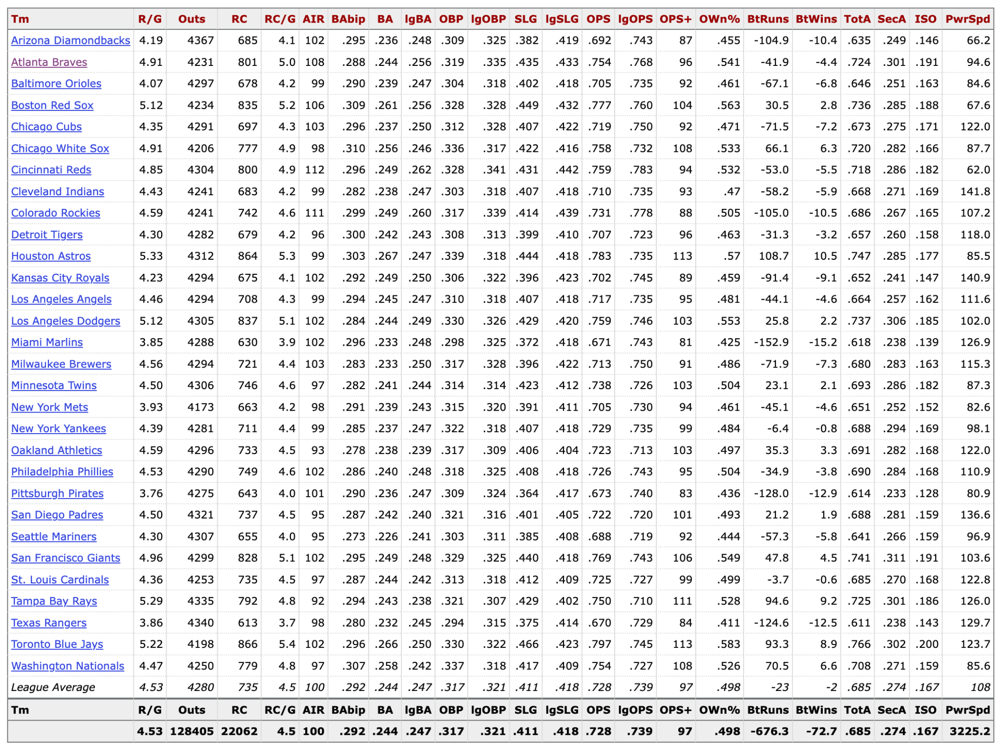 Tm R/G Outs RC RC/G AIR BAbip BA lgBA OBP lgOBP SLG lgSLG OPS lgOPS OPS+ OWn% BtRuns BtWins TotA SecA ISO PwrSpd
Arizona Diamondbacks 4.19 4367 685 4.1 102 .295 .236 .248 .309 .325 .382 .419 .692 .743 87 .455 -104.9 -10.4 .635 .249 .146 66.2
Atlanta Braves 4.91 4231 801 5.0 108 .288 .244 .256 .319 .335 .435 .433 .754 .768 96 .541 -41.9 -4.4 .724 .301 .191 94.6
Baltimore Orioles 4.07 4297 678 4.2 99 .290 .239 .247 .304 .318 .402 .418 .705 .735 92 .461 -67.1 -6.8 .646 .251 .163 84.6
Boston Red Sox 5.12 4234 835 5.2 106 .309 .261 .256 .328 .328 .449 .432 .777 .760 104 .563 30.5 2.8 .736 .285 .188 67.6
Chicago Cubs 4.35 4291 697 4.3 103 .296 .237 .250 .312 .328 .407 .422 .719 .750 92 .471 -71.5 -7.2 .673 .275 .171 122.0
Chicago White Sox 4.91 4206 777 4.9 98 .310 .256 .246 .336 .317 .422 .416 .758 .732 108 .533 66.1 6.3 .720 .282 .166 87.7
Cincinnati Reds 4.85 4304 800 4.9 112 .296 .249 .262 .328 .341 .431 .442 .759 .783 94 .532 -53.0 -5.5 .718 .286 .182 62.0
Cleveland Indians 4.43 4241 683 4.2 99 .282 .238 .247 .303 .318 .407 .418 .710 .735 93 .47 -58.2 -5.9 .668 .271 .169 141.8
Colorado Rockies 4.59 4241 742 4.6 111 .299 .249 .260 .317 .339 .414 .439 .731 .778 88 .505 -105.0 -10.5 .686 .267 .165 107.2
Detroit Tigers 4.30 4282 679 4.2 96 .300 .242 .243 .308 .313 .399 .410 .707 .723 96 .463 -31.3 -3.2 .657 .260 .158 118.0
Houston Astros 5.33 4312 864 5.3 99 .303 .267 .247 .339 .318 .444 .418 .783 .735 113 .57 108.7 10.5 .747 .285 .177 85.5
Kansas City Royals 4.23 4294 675 4.1 102 .292 .249 .250 .306 .322 .396 .423 .702 .745 89 .459 -91.4 -9.1 .652 .241 .147 140.9
Los Angeles Angels 4.46 4294 708 4.3 99 .294 .245 .247 .310 .318 .407 .418 .717 .735 95 .481 -44.1 -4.6 .664 .257 .162 111.6
Los Angeles Dodgers 5.12 4305 837 5.1 102 .284 .244 .249 .330 .326 .429 .420 .759 .746 103 .553 25.8 2.2 .737 .306 .185 102.0
Miami Marlins 3.85 4288 630 3.9 102 .296 .233 .248 .298 .325 .372 .418 .671 .743 81 .425 -152.9 -15.2 .618 .238 .139 126.9
Milwaukee Brewers 4.56 4294 721 4.4 103 .283 .233 .250 .317 .328 .396 .422 .713 .750 91 .486 -71.9 -7.3 .680 .283 .163 115.3
Minnesota Twins 4.50 4306 746 4.6 97 .282 .241 .244 .314 .314 .423 .412 .738 .726 103 .504 23.1 2.1 .693 .286 .182 87.3
New York Mets 3.93 4173 663 4.2 98 .291 .239 .243 .315 .320 .391 .411 .705 .730 94 .461 -45.1 -4.6 .651 .252 .152 82.6
New York Yankees 4.39 4281 711 4.4 99 .285 .237 .247 .322 .318 .407 .418 .729 .735 99 .484 -6.4 -0.8 .688 .294 .169 98.1
Oakland Athletics 4.59 4296 733 4.5 93 .278 .238 .239 .317 .309 .406 .404 .723 .713 103 .497 35.3 3.3 .691 .282 .168 122.0
Philadelphia Phillies 4.53 4290 749 4.6 102 .286 .240 .248 .318 .325 .408 .418 .726 .743 95 .504 -34.9 -3.8 .690 .284 .168 110.9
Pittsburgh Pirates 3.76 4275 643 4.0 101 .290 .236 .247 .309 .324 .364 .417 .673 .740 83 .436 -128.0 -12.9 .614 .233 .128 80.9
San Diego Padres 4.50 4321 737 4.5 95 .287 .242 .240 .321 .316 .401 .405 .722 .720 101 .493 21.2 1.9 .688 .281 .159 136.6
Seattle Mariners 4.30 4307 655 4.0 95 .273 .226 .241 .303 .311 .385 .408 .688 .719 92 .444 -57.3 -5.8 .641 .266 .159 96.9
San Francisco Giants 4.96 4299 828 5.1 102 .295 .249 .248 .329 .325 .440 .418 .769 .743 106 .549 47.8 4.5 .741 .311 .191 103.6
St. Louis Cardinals 4.36 4253 735 4.5 97 .287 .244 .242 .313 .318 .412 .409 .725 .727 99 .499 -3.7 -0.6 .685 .270 .168 122.8
Tampa Bay Rays 5.29 4335 792 4.8 92 .294 .243 .238 .321 .307 .429 .402 .750 .710 111 .528 94.6 9.2 .725 .301 .186 126.0
Texas Rangers 3.86 4340 613 3.7 98 .280 .232 .245 .294 .315 .375 .414 .670 .729 84 .411 -124.6 -12.5 .611 .238 .143 129.7
Toronto Blue Jays 5.22 4198 866 5.4 102 .296 .266 .250 .330 .322 .466 .423 .797 .745 113 .583 93.3 8.9 .766 .302 .200 123.7
Washington Nationals 4.47 4250 779 4.8 97 .307 .258 .242 .337 .318 .417 .409 .754 .727 108 .526 70.5 6.6 .708 .271 .159 85.6
League Average 4.53 4280 735 4.5 100 .292 .244 .247 .317 .321 .411 .418 .728 .739 97 .498 -23 -2 .685 .274 .167 108
Tm R/G Outs RC RC/G AIR BAbip BA lgBA OBP lgOBP SLG lgSLG OPS lgOPS OPS+ OWn% BtRuns BtWins TotA SecA ISO PwrSpd
4.53 128405 22062 4.5 100 .292 .244 .247 .317 .321 .411 .418 .728 .739 97 .498 -676.3 -72.7 .685 .274 .167 3225.2